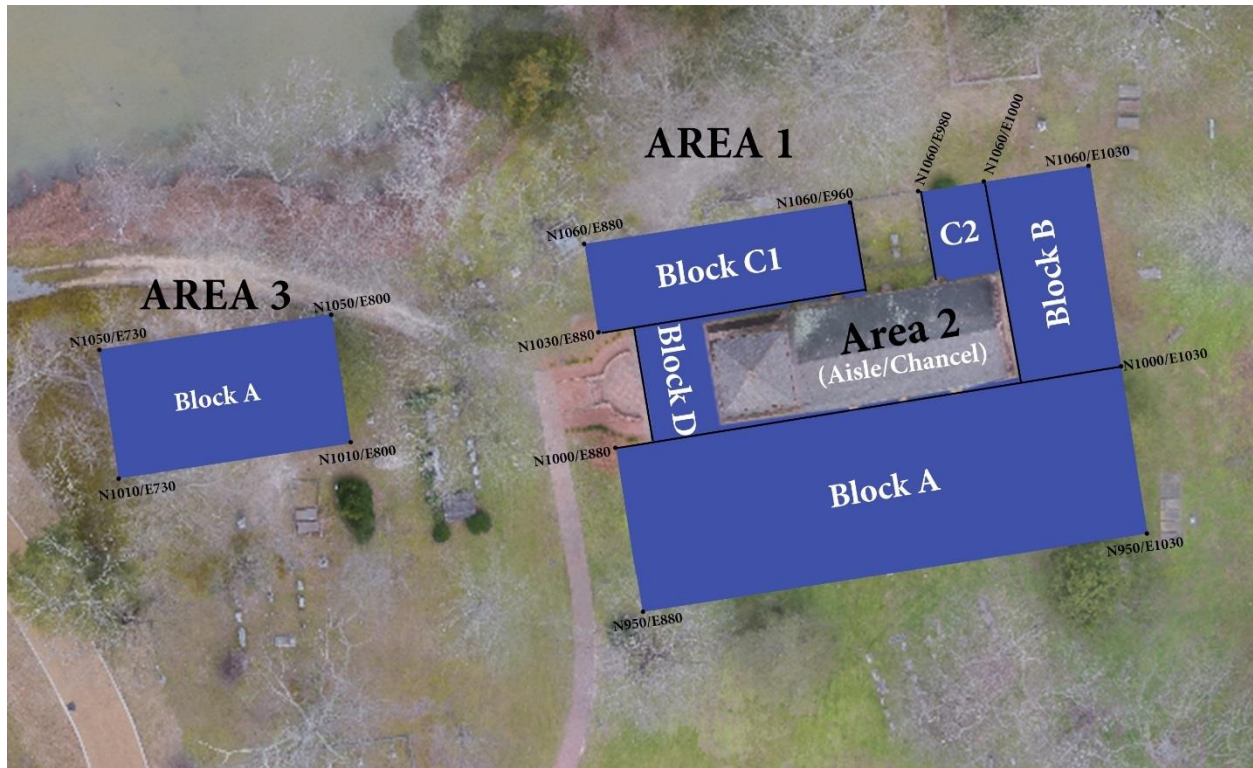 AREA 1
N1060/E980
N1060/E1000
N1060/E1030
N1060/E960
N1060/E880
C2
Block C1
Block B
AREA 3
N1050/E800
N1050/E730
N1030/E880
Block D
Area 2
(Aisle/Chancel)
N1000/E1030
Block A
N1010/E800
N1000/E880
N1010/E730
Block A
N950/E1030
N950/E880